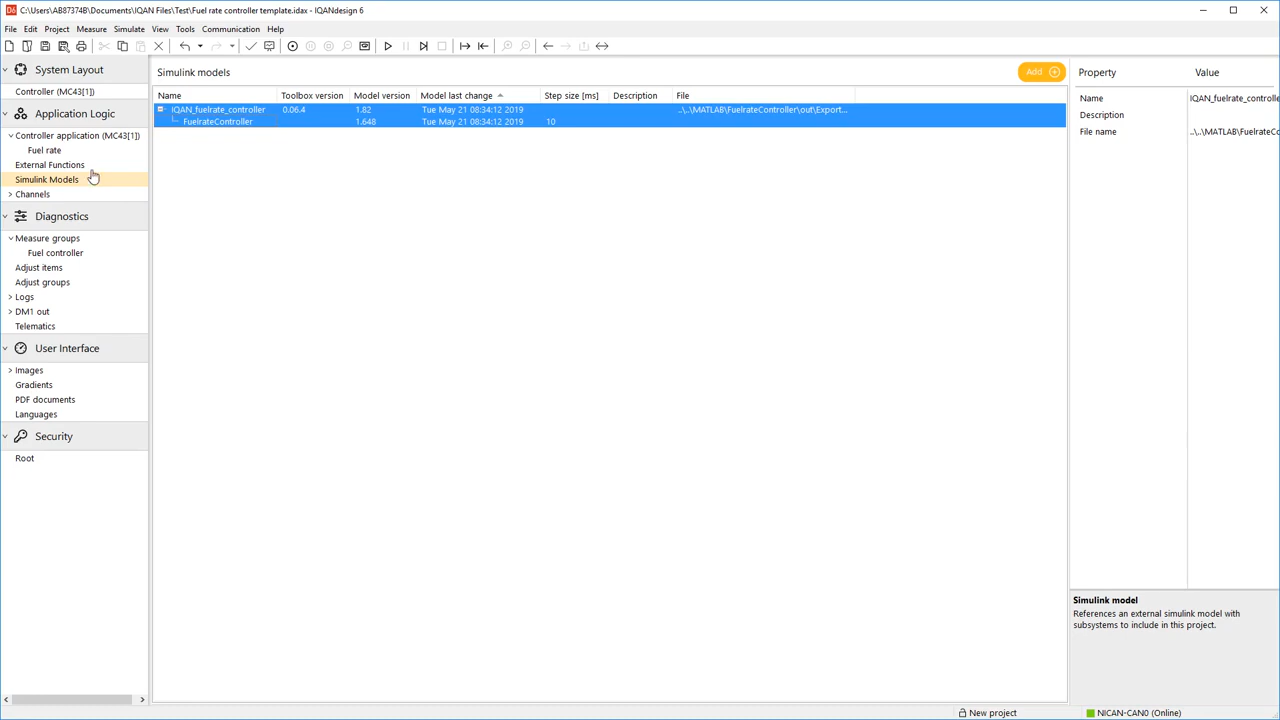 C:\Users\AB87374B\Documents\IQAN Files\Test\Fuel rate controller template.idax - IQANdesign 6
File Edit Project Measure Simulate View Tools Communication Help
System Layout
Controller (MC43[1])
Application Logic
Controller application (MC43[1])
Fuel rate
External Functions
Simulink Models
Channels
Diagnostics
Measure groups
Fuel controller
Adjust items
Adjust groups
Logs
DM1 out
Telematics
User Interface
Images
Gradients
PDF documents
Languages
Security
Root
Simulink models
Add
Name Toolbox version Model version Model last change Step size [ms] Description File
IQAN_fuelrate_controller 0.06.4 1.82 Tue May 21 08:34:12 2019 ..\..\MATLAB\FuelrateController\out\Export...
FuelrateController 1.648 Tue May 21 08:34:12 2019 10
Property Value
Name IQAN_fuelrate_controlle
Description
File name ..\..\MATLAB\FuelrateCo
Simulink model
References an external simulink model with
subsystems to include in this project.
New project NICAN-CAN0 (Online)